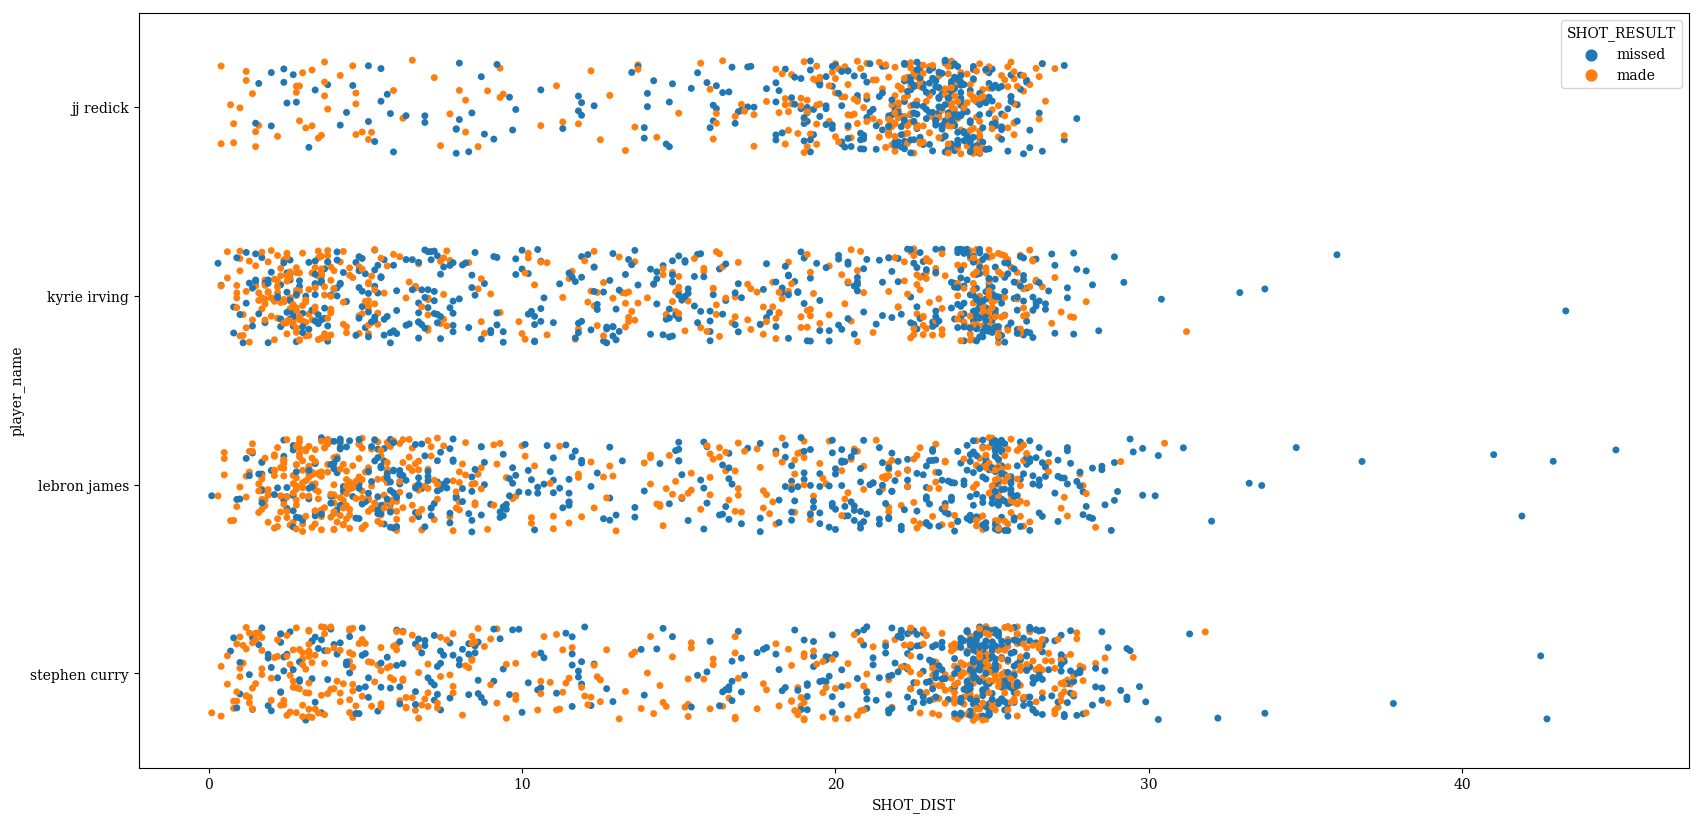 SHOT_RESULT
missed
made
jj redick
kyrie irving
lebron james
stephen curry
player_name
0 10 20 30 40
SHOT_DIST